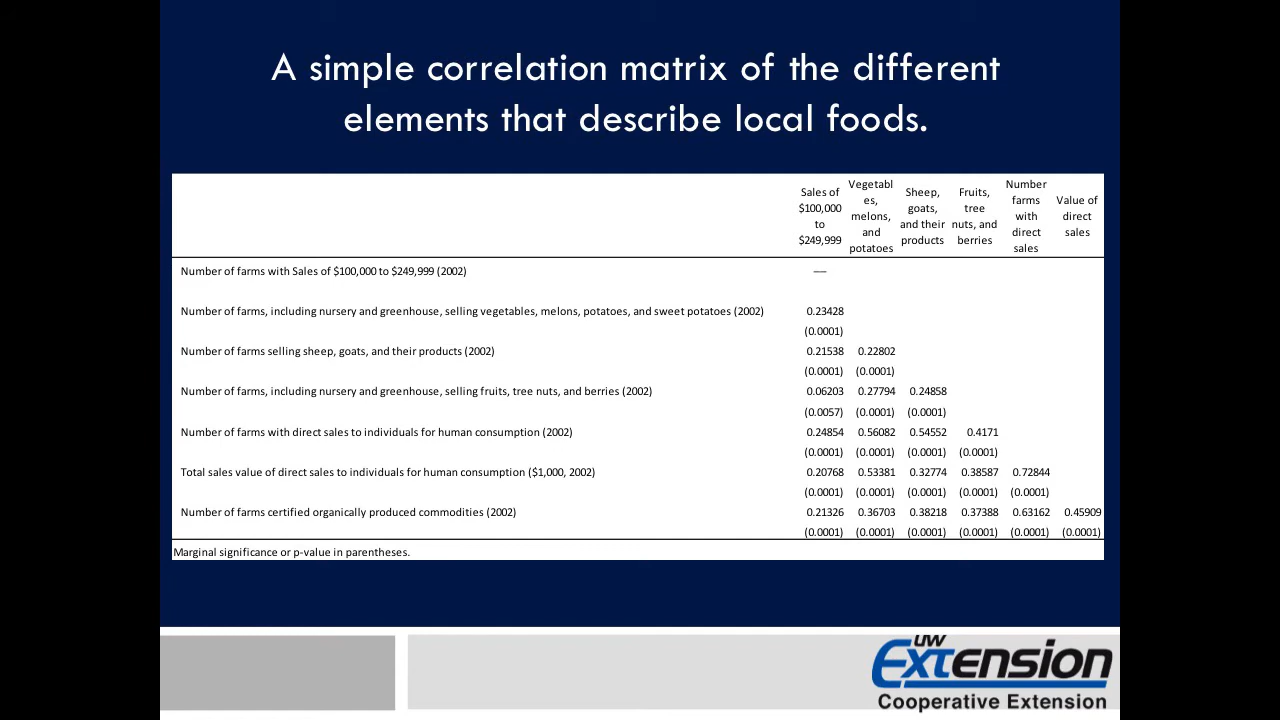 A simple correlation matrix of the different
elements that describe local foods.
Sales of $100,000 to $249,999
Vegetabl es, melons, and potatoes
Sheep, goats, and their products
Fruits, tree nuts, and berries
Number farms with direct sales
Value of direct sales
Number of farms with Sales of $100,000 to $249,999 (2002) —
Number of farms, including nursery and greenhouse, selling vegetables, melons, potatoes, and sweet potatoes (2002) 0.23428
(0.0001)
Number of farms selling sheep, goats, and their products (2002) 0.21538 0.22802
(0.0001) (0.0001)
Number of farms, including nursery and greenhouse, selling fruits, tree nuts, and berries (2002) 0.06203 0.27794 0.24858
(0.0057) (0.0001) (0.0001)
Number of farms with direct sales to individuals for human consumption (2002) 0.24854 0.56082 0.54552 0.4171
(0.0001) (0.0001) (0.0001) (0.0001)
Total sales value of direct sales to individuals for human consumption ($1,000, 2002) 0.20768 0.53381 0.32774 0.38587 0.72844
(0.0001) (0.0001) (0.0001) (0.0001) (0.0001)
Number of farms certified organically produced commodities (2002) 0.21326 0.36703 0.38218 0.37388 0.63162 0.45909
(0.0001) (0.0001) (0.0001) (0.0001) (0.0001) (0.0001)
Marginal significance or p-value in parentheses.
UW
Extension
Cooperative Extension